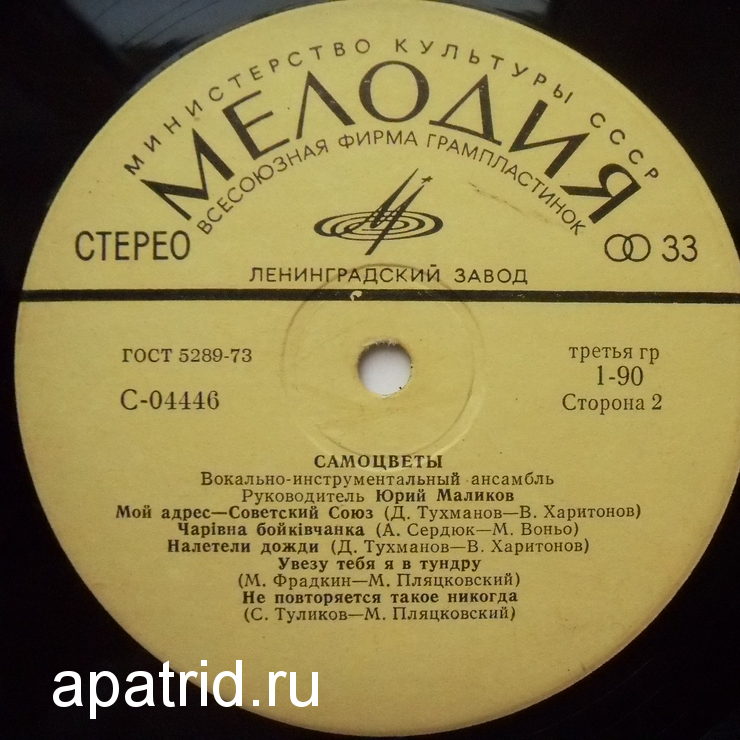 МИНИСТЕРСТВО КУЛЬТУРЫ СССР
МЕЛОДИЯ
ВСЕСОЮЗНАЯ ФИРМА ГРАМПЛАСТИНОК
СТЕРЕО
33
ЛЕНИНГРАДСКИЙ ЗАВОД
ГОСТ 5289-73
третья гр
С-04446
1-90
Сторона 2
САМОЦВЕТЫ
Вокально-инструментальный ансамбль
Руководитель Юрий Маликов
Мой адрес—Советский Союз (Д. Тухманов—В. Харитонов)
Чарівна бойківчанка (А. Сердюк—М. Воньо)
Налетели дожди (Д. Тухманов—В. Харитонов)
Увезу тебя я в тундру
(М. Фрадкин—М. Пляцковский)
Не повторяется такое никогда
(С. Туликов—М. Пляцковский)
apatrid.ru